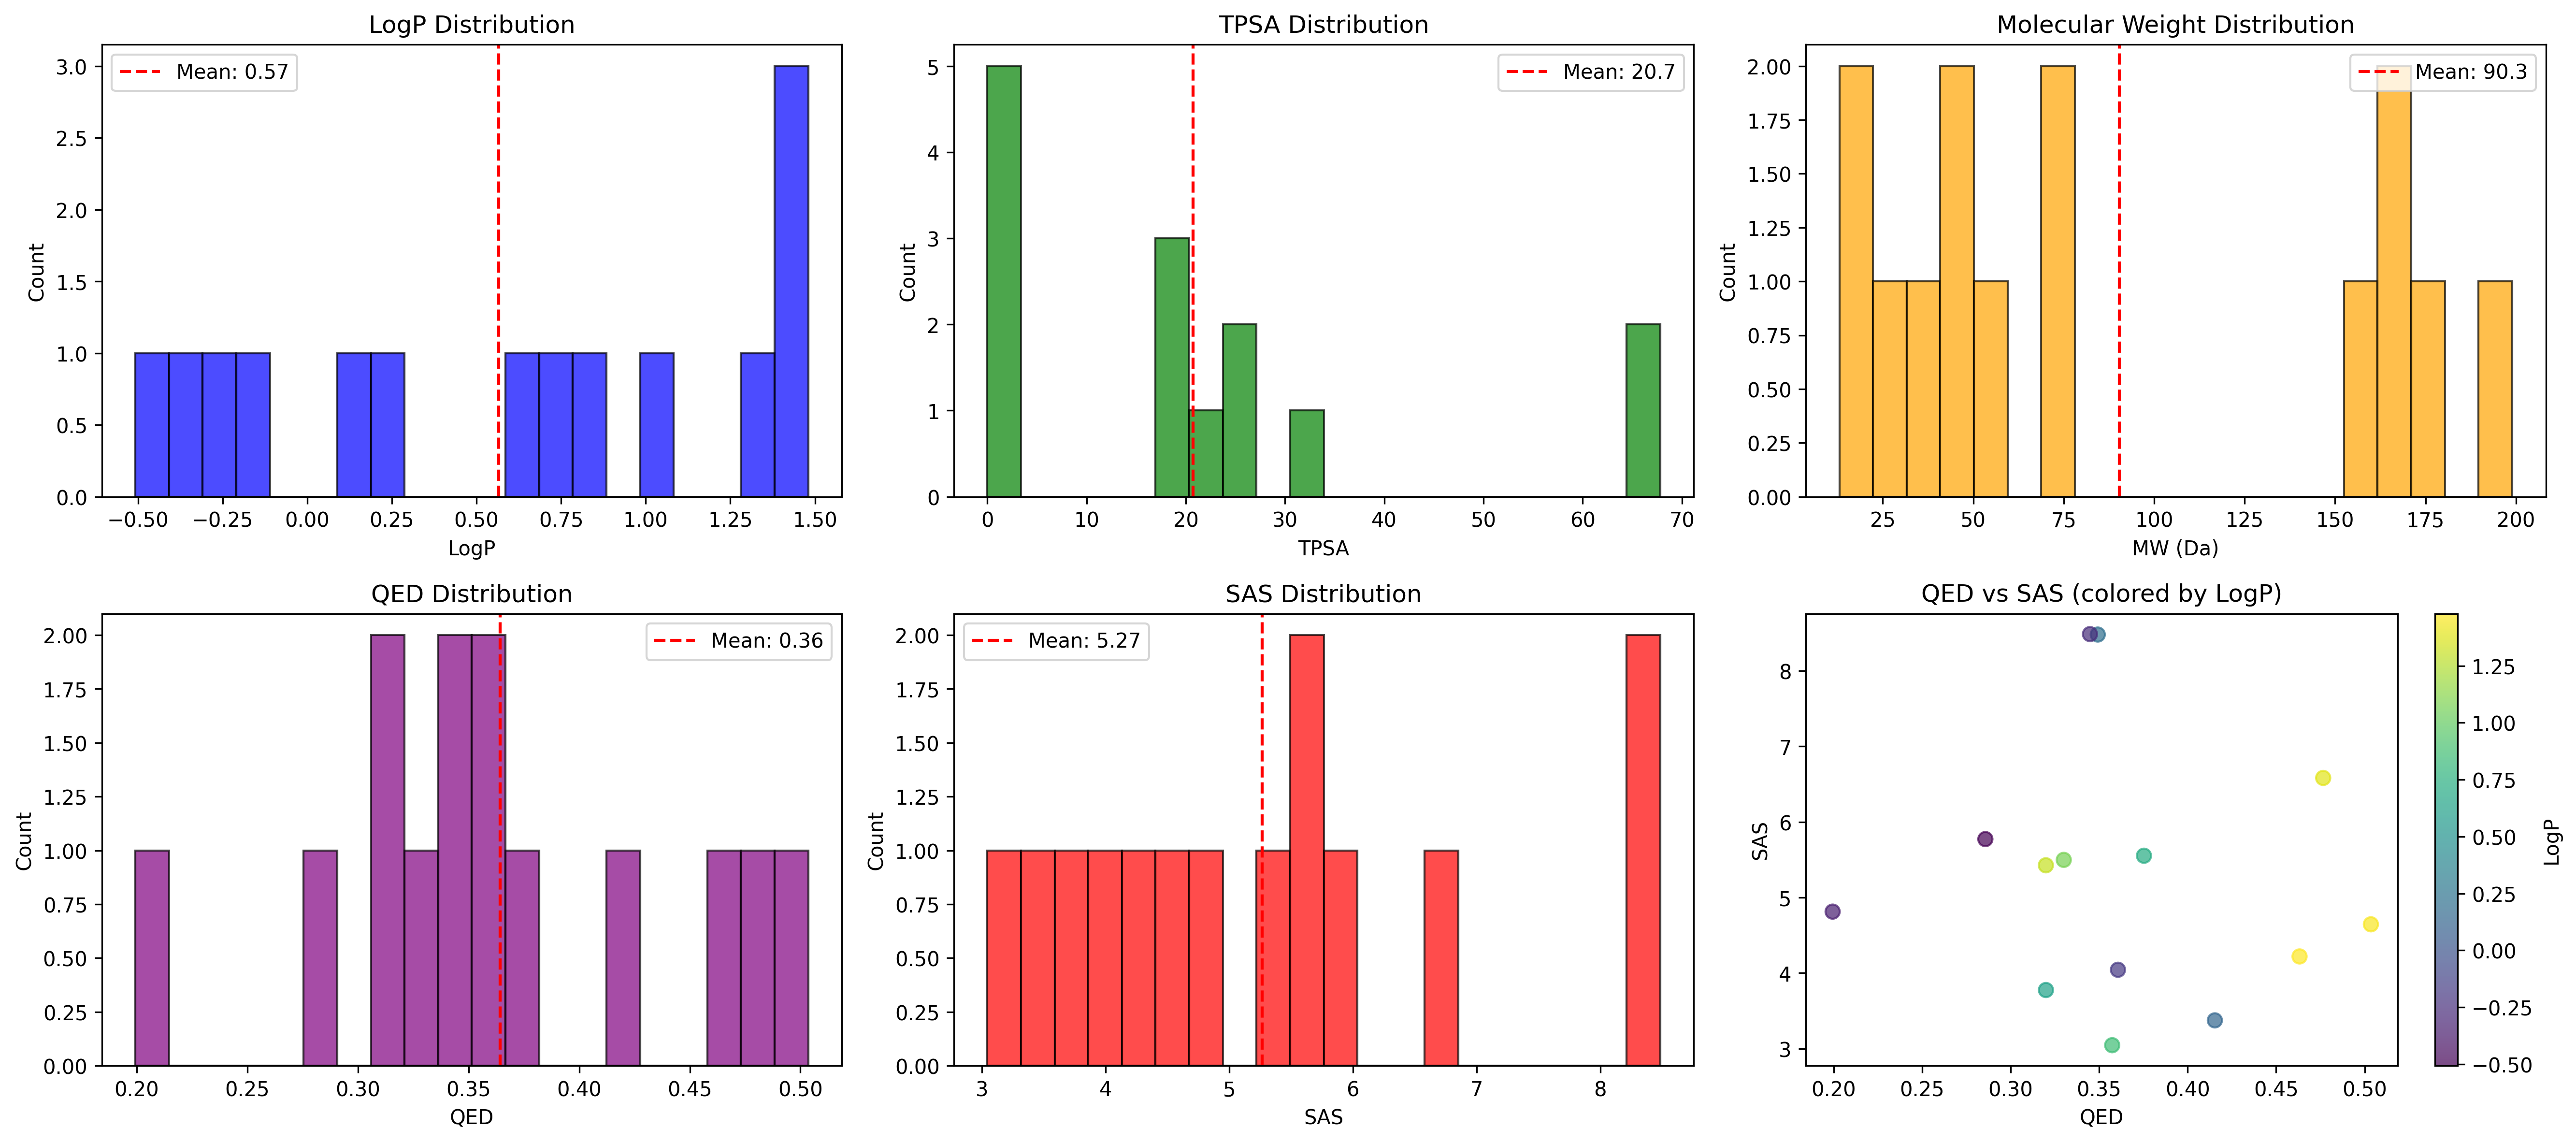 LogP Distribution
Mean: 0.57
3.0
2.5
2.0
1.5
1.0
0.5
0.0
Count
−0.50 −0.25 0.00 0.25 0.50 0.75 1.00 1.25 1.50
LogP
TPSA Distribution
Mean: 20.7
5
4
3
2
1
0
Count
0 10 20 30 40 50 60 70
TPSA
Molecular Weight Distribution
Mean: 90.3
2.00
1.75
1.50
1.25
1.00
0.75
0.50
0.25
0.00
Count
25 50 75 100 125 150 175 200
MW (Da)
QED Distribution
Mean: 0.36
2.00
1.75
1.50
1.25
1.00
0.75
0.50
0.25
0.00
Count
0.20 0.25 0.30 0.35 0.40 0.45 0.50
QED
SAS Distribution
Mean: 5.27
2.00
1.75
1.50
1.25
1.00
0.75
0.50
0.25
0.00
Count
3 4 5 6 7 8
SAS
QED vs SAS (colored by LogP)
8
7
6
5
4
3
SAS
0.20 0.25 0.30 0.35 0.40 0.45 0.50
QED
1.25
1.00
0.75
0.50
0.25
0.00
−0.25
−0.50
LogP